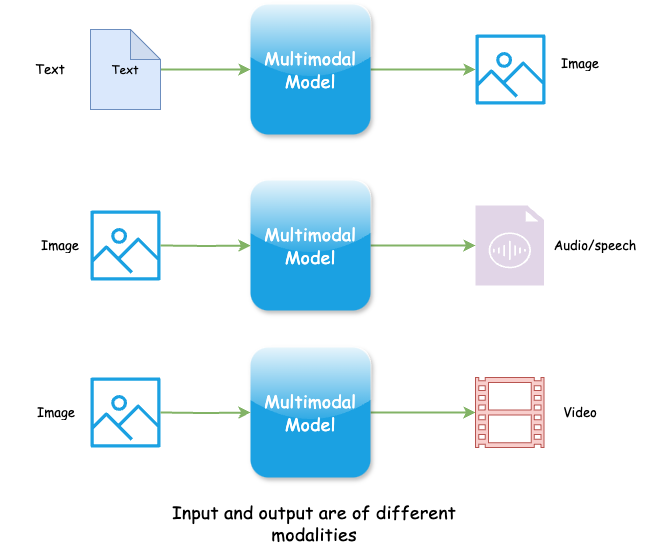 Text
Text
Multimodal
Model
Image
Image
Multimodal
Model
Audio/speech
Image
Multimodal
Model
Video
Input and output are of different
modalities